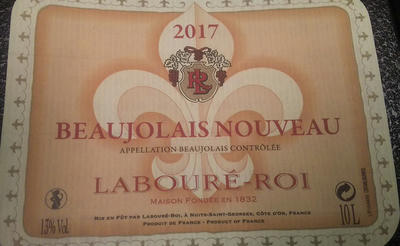 2017
RL
BEAUJOLAIS NOUVEAU
APPELLATION BEAUJOLAIS CONTRÔLÉE
LABOURÉ-ROI
MAISON FONDÉE EN 1832
MIS EN FÛT PAR LABOURÉ-ROI, À NUITS-SAINT-GEORGES, CÔTE D'OR, FRANCE
13% Vol. PRODUIT DE FRANCE - PRODUCT OF FRANCE 10 L